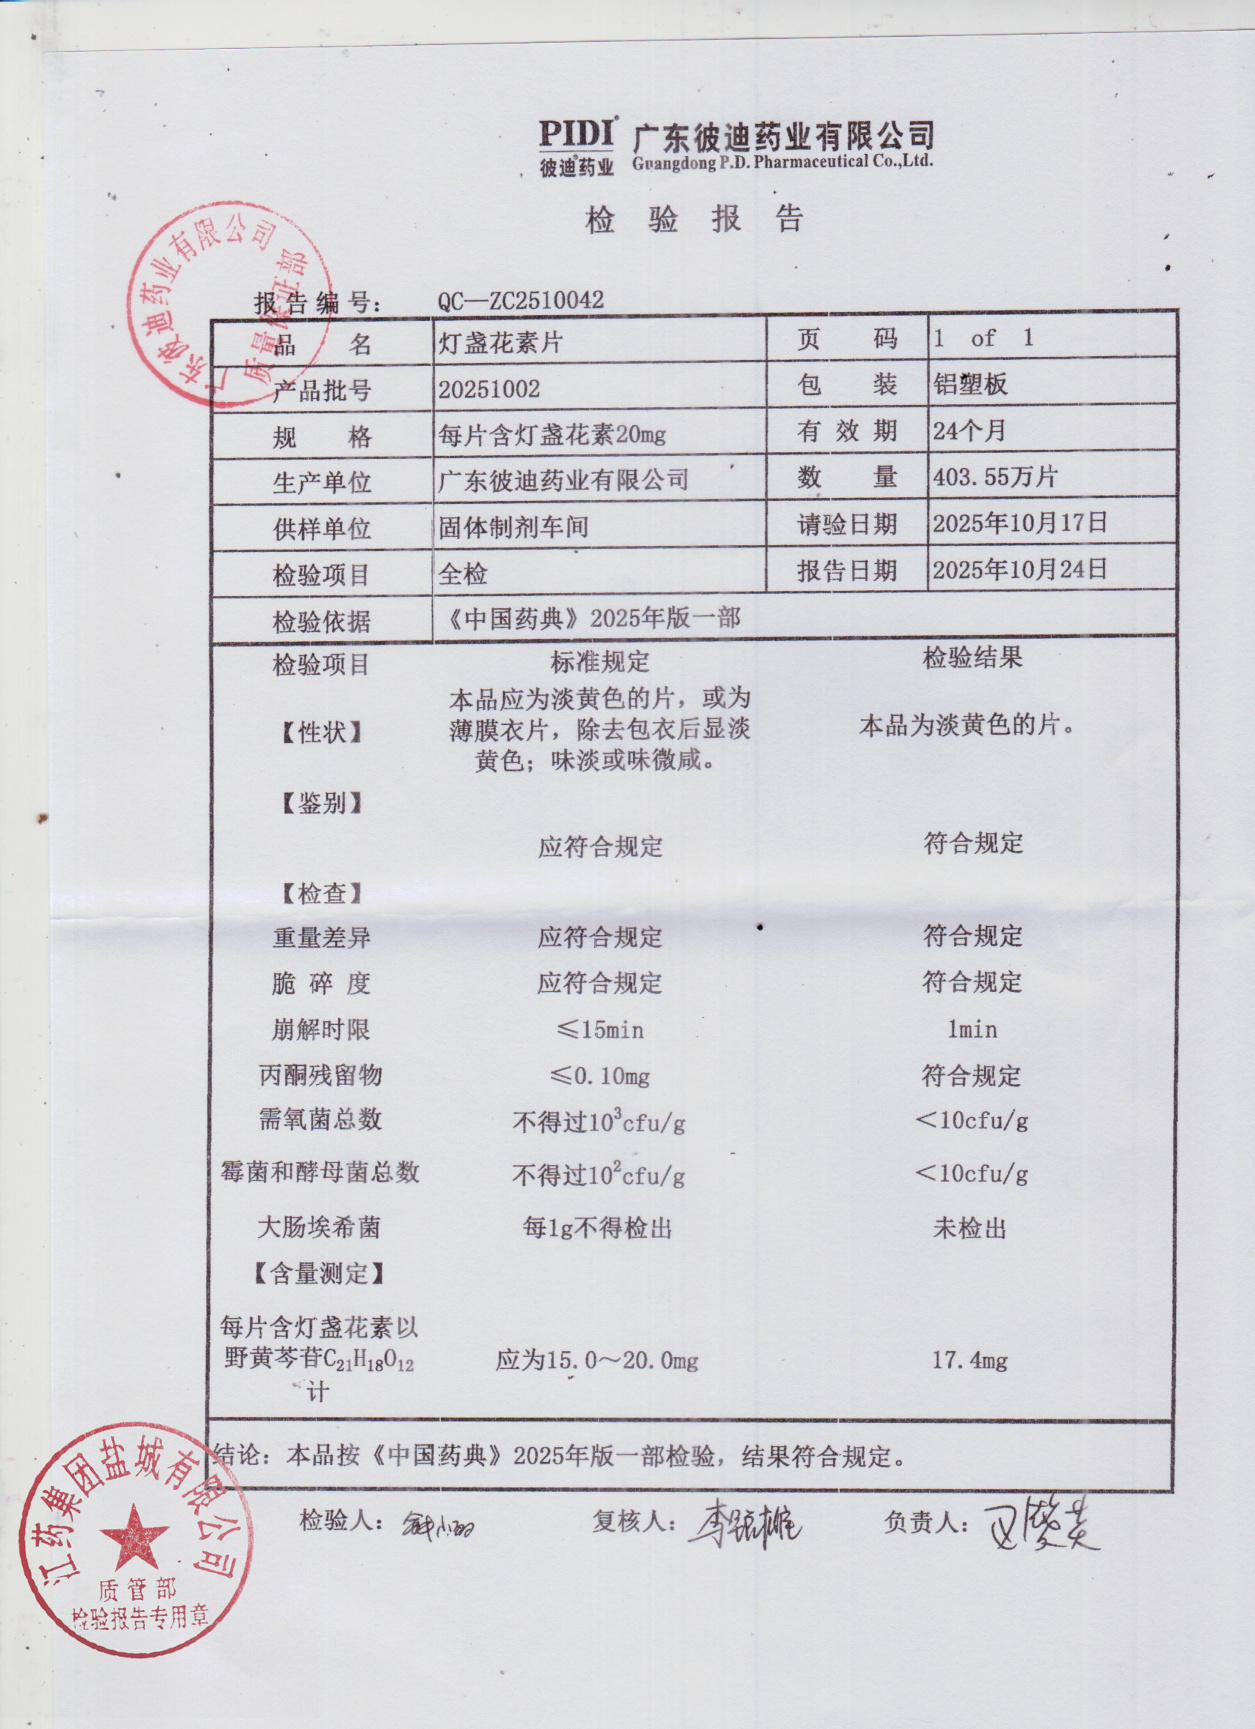 PIDI 广东彼迪药业有限公司
彼迪药业 Guangdong P.D. Pharmaceutical Co.,Ltd.
检 验 报 告
广东彼迪药业有限公司
质量保证部
报告编号： QC—ZC2510042
品 名 灯盏花素片 页 码 1 of 1
产品批号 20251002 包 装 铝塑板
规 格 每片含灯盏花素20mg 有 效 期 24个月
生产单位 广东彼迪药业有限公司 数 量 403.55万片
供样单位 固体制剂车间 请验日期 2025年10月17日
检验项目 全检 报告日期 2025年10月24日
检验依据 《中国药典》2025年版一部
检验项目 标准规定 检验结果
【性状】 本品应为淡黄色的片，或为
薄膜衣片，除去包衣后显淡
黄色；味淡或味微咸。 本品为淡黄色的片。
【鉴别】
应符合规定 符合规定
【检查】
重量差异 应符合规定 符合规定
脆 碎 度 应符合规定 符合规定
崩解时限 ≤15min 1min
丙酮残留物 ≤0.10mg 符合规定
需氧菌总数 不得过10³cfu/g ＜10cfu/g
霉菌和酵母菌总数 不得过10²cfu/g ＜10cfu/g
大肠埃希菌 每1g不得检出 未检出
【含量测定】
每片含灯盏花素以
野黄芩苷C₂₁H₁₈O₁₂ 应为15.0～20.0mg 17.4mg
计
结论：本品按《中国药典》2025年版一部检验，结果符合规定。
检验人： 复核人： 负责人：
江药集团盐城有限公司
质管部
检验报告专用章